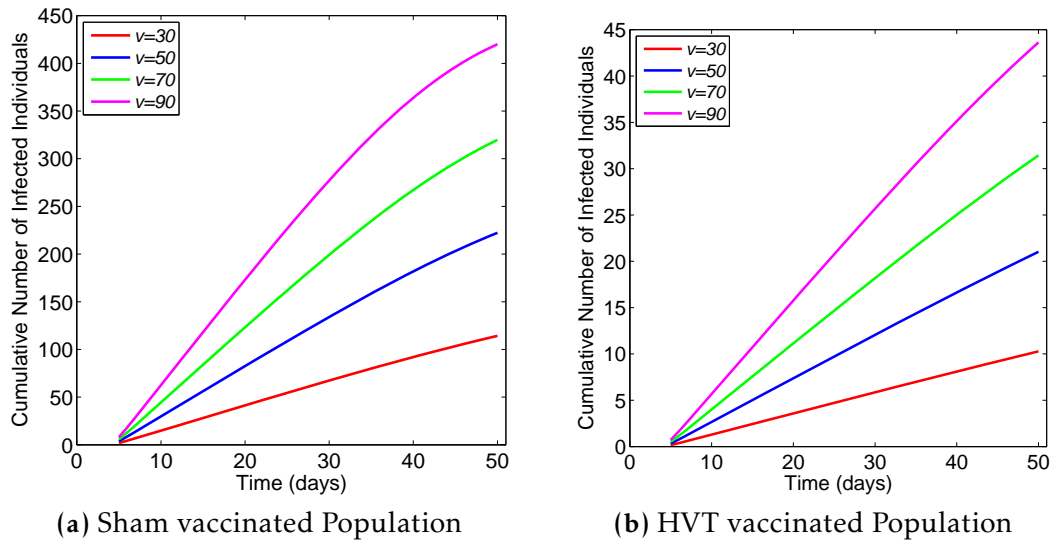 Cumulative Number of Infected Individuals
450
400
350
300
250
200
150
100
50
0
v=30
v=50
v=70
v=90
0 10 20 30 40 50
Time (days)
(a) Sham vaccinated Population
Cumulative Number of Infected Individuals
45
40
35
30
25
20
15
10
5
0
v=30
v=50
v=70
v=90
0 10 20 30 40 50
Time (days)
(b) HVT vaccinated Population